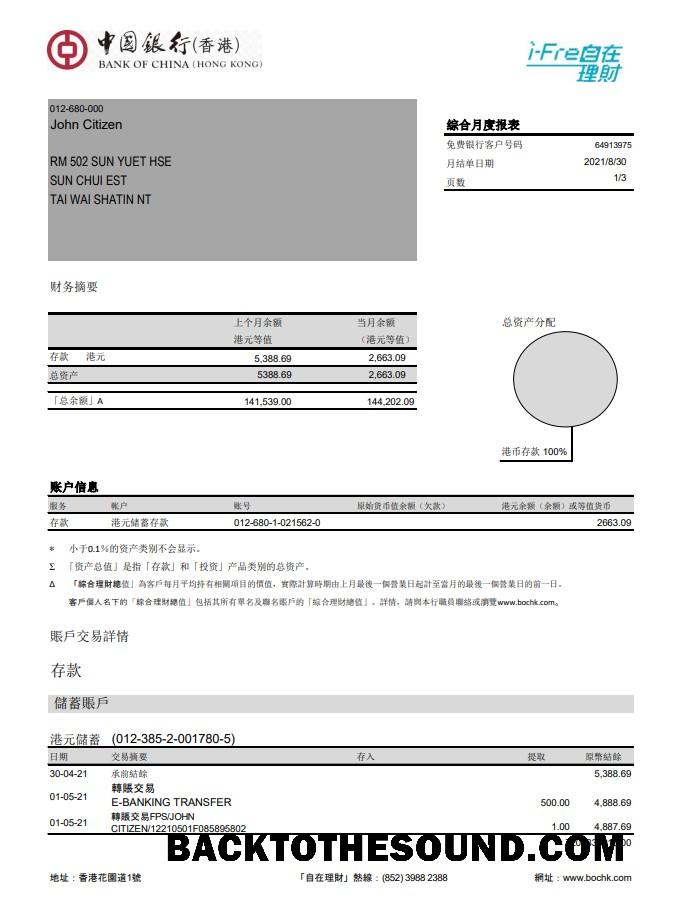 中國銀行(香港)
BANK OF CHINA (HONG KONG)
i-Free自在
理財
012-680-000
John Citizen
RM 502 SUN YUET HSE
SUN CHUI EST
TAI WAI SHATIN NT
綜合月度报表
免费银行客户号码 64913975
月结单日期 2021/8/30
页数 1/3
财务摘要
上个月余额 当月余额
港元等值 (港元等值)
存款 港元 5,388.69 2,663.09
总资产 5388.69 2,663.09
「总余额」A 141,539.00 144,202.09
总资产分配
港币存款 100%
账户信息
服务 帐户 账号 原始货币值余额(欠款) 港元余额(余额)或等值货币
存款 港元儲蓄存款 012-680-1-021562-0 2663.09
* 小于0.1%的资产类别不会显示。
Σ 「资产总值」是指「存款」和「投资」产品类别的总资产。
Δ 「綜合理財總值」為客戶每月平均持有相關項目的價值，實際計算時期由上月最後一個營業日起計至當月的最後一個營業日的前一日。
客戶個人名下的「綜合理財總值」包括其所有單名及聯名賬戶的「綜合理財總值」。詳情，請與本行職員聯絡或瀏覽www.bochk.com。
賬戶交易詳情
存款
儲蓄賬戶
港元儲蓄 (012-385-2-001780-5)
日期 交易摘要 存入 提取 原幣結餘
30-04-21 承前結餘 5,388.69
01-05-21 轉賬交易
E-BANKING TRANSFER 500.00 4,888.69
01-05-21 轉賬交易FPS/JOHN
CITIZEN/12210501F085895802 1.00 4,887.69
BACKTOTHESOUND.COM
地址：香港花園道1號 「自在理財」熱線：(852) 3988 2388 網址：www.bochk.com